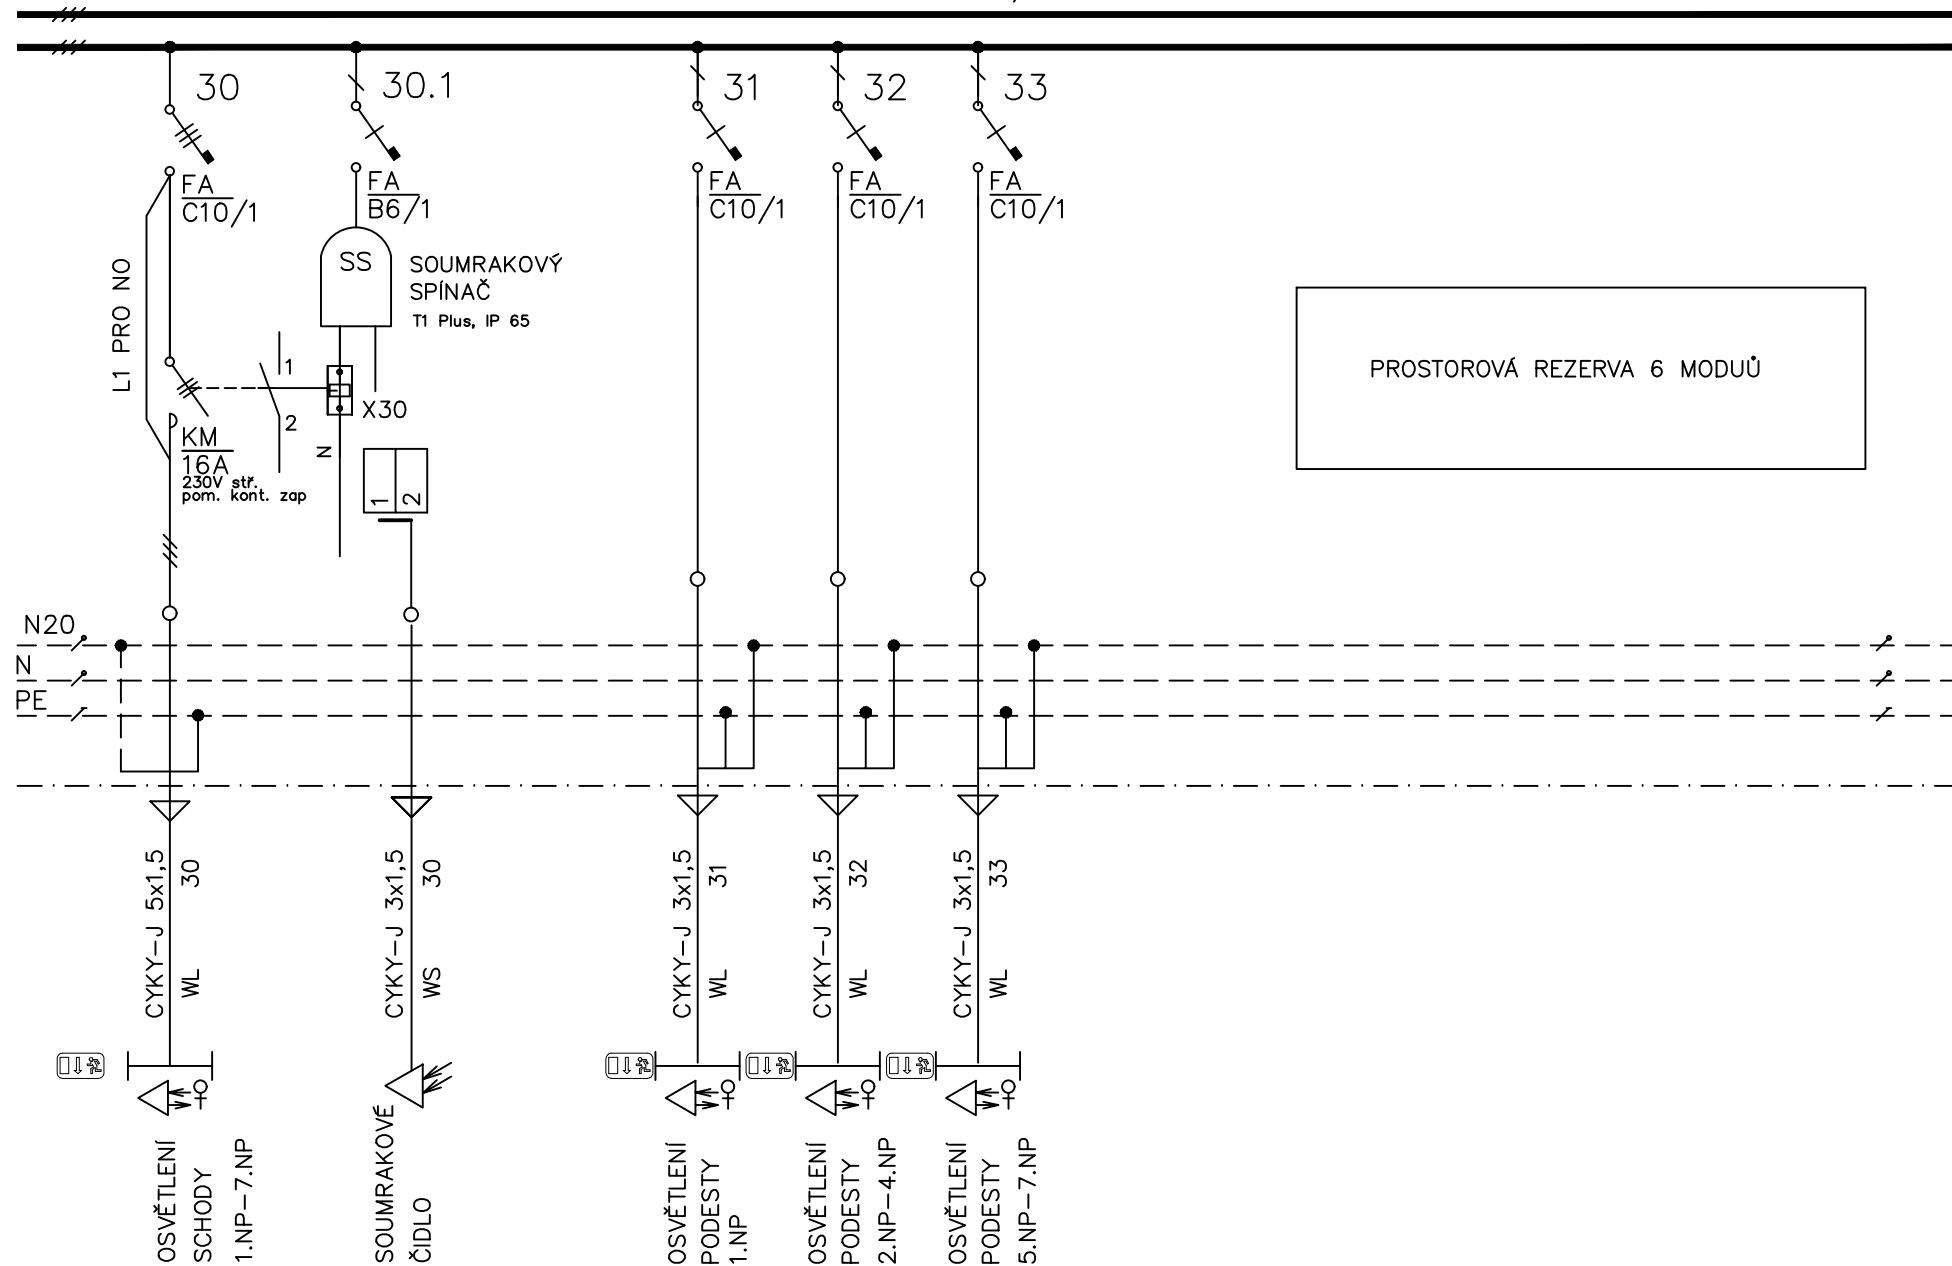 30
30.1
31
32
33
FA
C10/1
FA
B6/1
FA
C10/1
FA
C10/1
FA
C10/1
L1 PRO NO
SS
SOUMRAKOVÝ
SPÍNAČ
T1 Plus, IP 65
1
2
X30
N
KM
16A
230V stř.
pom. kont. zap
1
2
PROSTOROVÁ REZERVA 6 MODUŮ
N20
N
PE
CYKY-J 5x1,5
WL 30
CYKY-J 3x1,5
WS 30
CYKY-J 3x1,5
WL 31
CYKY-J 3x1,5
WL 32
CYKY-J 3x1,5
WL 33
OSVĚTLENÍ
SCHODY
1.NP-7.NP
SOUMRAKOVÉ
ČIDLO
OSVĚTLENÍ
PODESTY
1.NP
OSVĚTLENÍ
PODESTY
2.NP-4.NP
OSVĚTLENÍ
PODESTY
5.NP-7.NP